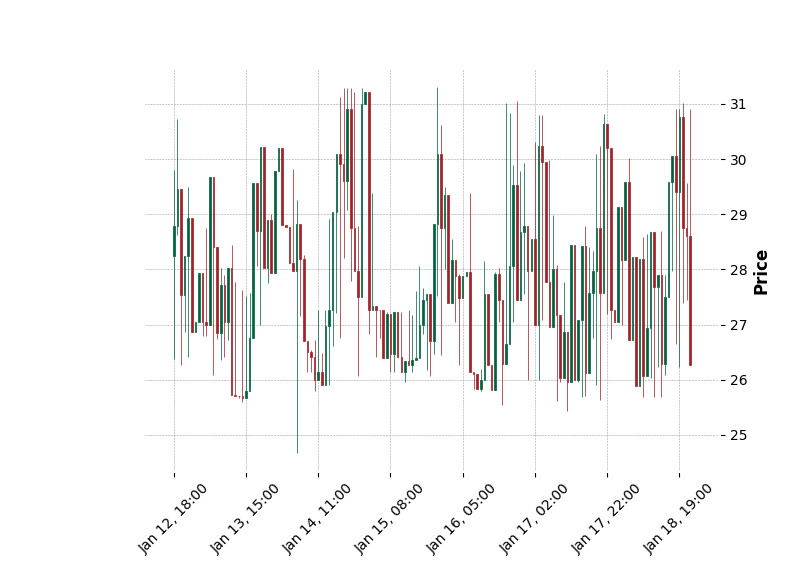 31
30
29
28
27
26
25
Price
Jan 12, 18:00
Jan 13, 15:00
Jan 14, 11:00
Jan 15, 08:00
Jan 16, 05:00
Jan 17, 02:00
Jan 17, 22:00
Jan 18, 19:00